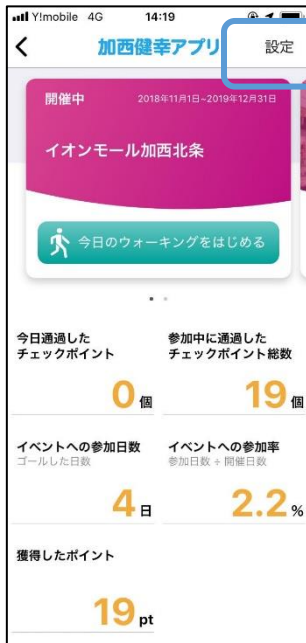 Y!mobile 4G 14:19
加西健幸アプリ 設定
開催中 2018年11月1日~2019年12月31日
イオンモール加西北条
今日のウォーキングをはじめる
今日通過した
チェックポイント
0個
参加中に通過した
チェックポイント総数
19個
イベントへの参加日数
ゴールした日数
4日
イベントへの参加率
参加日数÷開催日数
2.2%
獲得したポイント
19pt